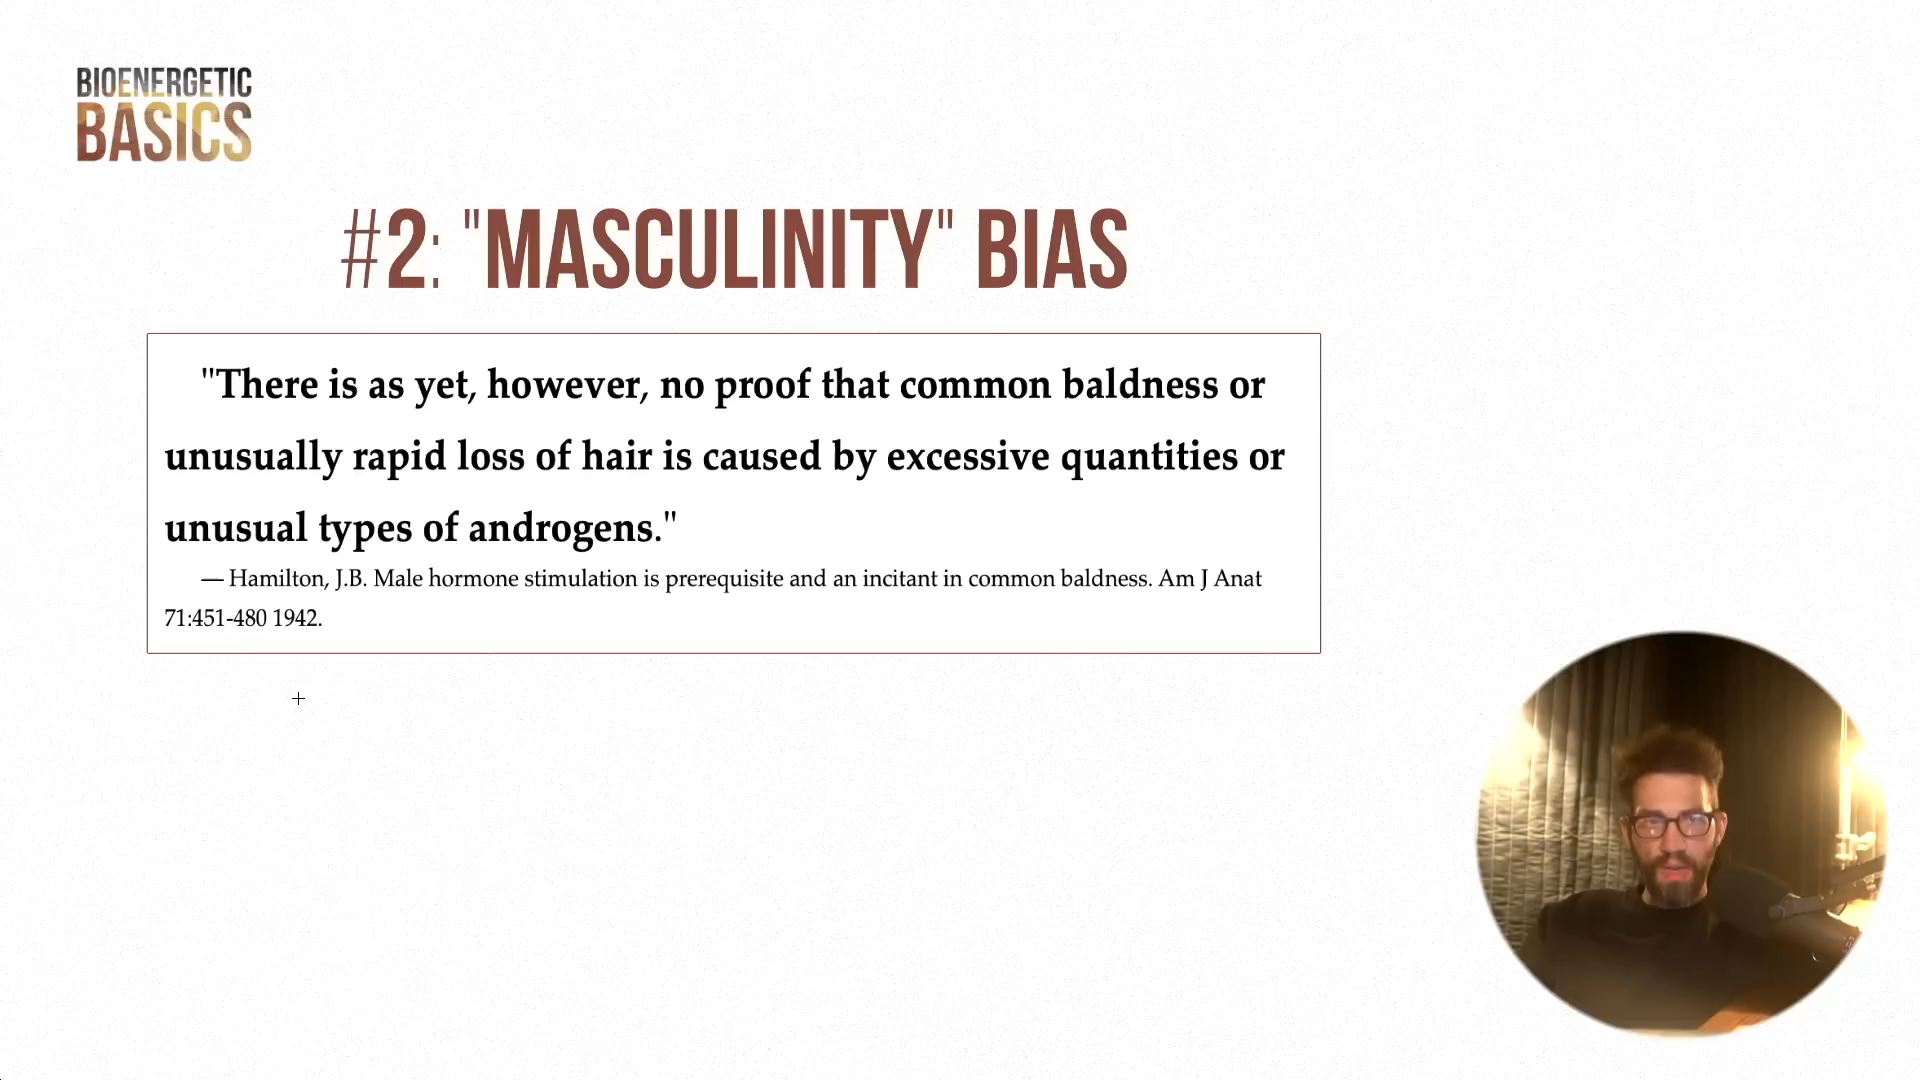 BIOENERGETIC
BASICS
#2: "MASCULINITY" BIAS
"There is as yet, however, no proof that common baldness or
unusually rapid loss of hair is caused by excessive quantities or
unusual types of androgens."
— Hamilton, J.B. Male hormone stimulation is prerequisite and an incitant in common baldness. Am J Anat
71:451-480 1942.